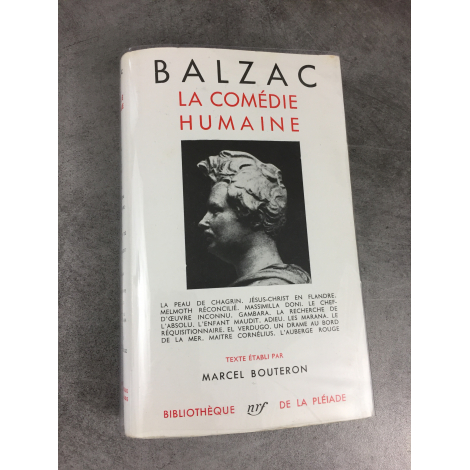 BALZAC
LA COMÉDIE
HUMAINE
LA PEAU DE CHAGRIN, JÉSUS-CHRIST EN FLANDRE,
MELMOTH RÉCONCILIÉ, MASSIMILLA DONI, LE CHEF-
D'ŒUVRE INCONNU, GAMBARA, LA RECHERCHE DE
L'ABSOLU, L'ENFANT MAUDIT, ADIEU, LES MARANA, LE
RÉQUISITIONNAIRE, EL VERDUGO, UN DRAME AU BORD
DE LA MER, MAITRE CORNÉLIUS, L'AUBERGE ROUGE
TEXTE ÉTABLI PAR
MARCEL BOUTERON
BIBLIOTHÈQUE nrf DE LA PLÉIADE